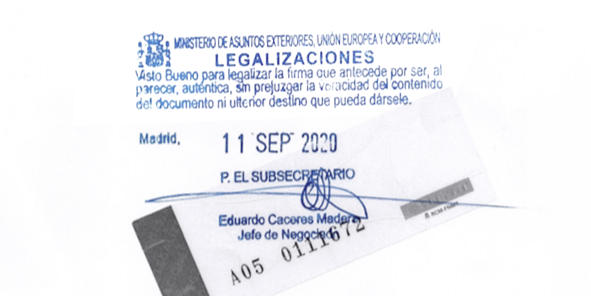 MINISTERIO DE ASUNTOS EXTERIORES, UNIÓN EUROPEA Y COOPERACIÓN
LEGALIZACIONES
Visto Bueno para legalizar la firma que antecede por ser, al
parecer, auténtica, sin prejuzgar la veracidad del contenido
del documento ni ulterior destino que pueda dársele.
Madrid, 11 SEP 2020
P. EL SUBSECRETARIO
Eduardo Caceres Madera
Jefe de Negociado
A05 0111672